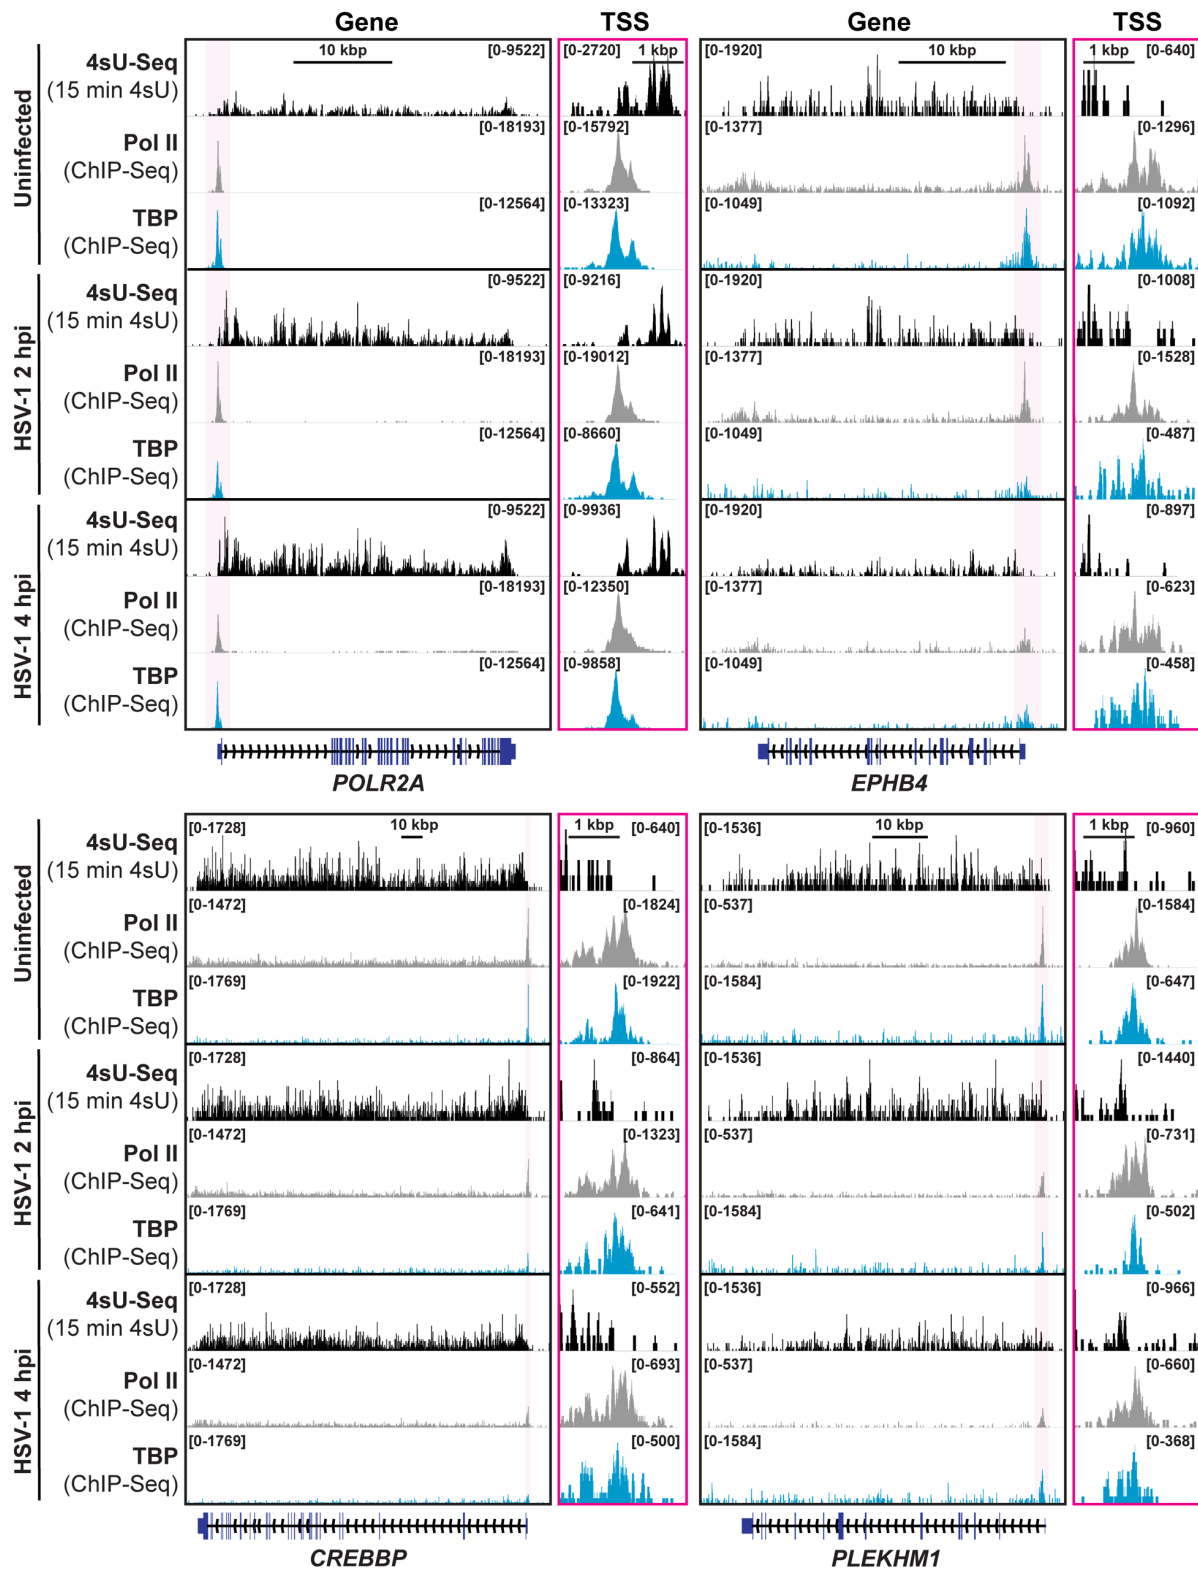 Gene TSS Gene TSS
Uninfected
4sU-Seq
(15 min 4sU)
10 kbp [0-9522]
[0-2720] 1 kbp
[0-1920] 10 kbp
1 kbp [0-640]
Pol II
(ChIP-Seq)
[0-18193] [0-15792] [0-1377] [0-1296]
TBP
(ChIP-Seq)
[0-12564] [0-13323] [0-1049] [0-1092]
HSV-1 2 hpi
4sU-Seq
(15 min 4sU)
[0-9522] [0-9216] [0-1920] [0-1008]
Pol II
(ChIP-Seq)
[0-18193] [0-19012] [0-1377] [0-1528]
TBP
(ChIP-Seq)
[0-12564] [0-8660] [0-1049] [0-487]
HSV-1 4 hpi
4sU-Seq
(15 min 4sU)
[0-9522] [0-9936] [0-1920] [0-897]
Pol II
(ChIP-Seq)
[0-18193] [0-12350] [0-1377] [0-623]
TBP
(ChIP-Seq)
[0-12564] [0-9858] [0-1049] [0-458]
POLR2A EPHB4
Uninfected
4sU-Seq
(15 min 4sU)
[0-1728] 10 kbp
1 kbp [0-640]
[0-1536] 10 kbp
1 kbp [0-960]
Pol II
(ChIP-Seq)
[0-1472] [0-1824] [0-537] [0-1584]
TBP
(ChIP-Seq)
[0-1769] [0-1922] [0-1584] [0-647]
HSV-1 2 hpi
4sU-Seq
(15 min 4sU)
[0-1728] [0-864] [0-1536] [0-1440]
Pol II
(ChIP-Seq)
[0-1472] [0-1323] [0-537] [0-731]
TBP
(ChIP-Seq)
[0-1769] [0-641] [0-1584] [0-502]
HSV-1 4 hpi
4sU-Seq
(15 min 4sU)
[0-1728] [0-552] [0-1536] [0-966]
Pol II
(ChIP-Seq)
[0-1472] [0-693] [0-537] [0-660]
TBP
(ChIP-Seq)
[0-1769] [0-500] [0-1584] [0-368]
CREBBP PLEKHM1